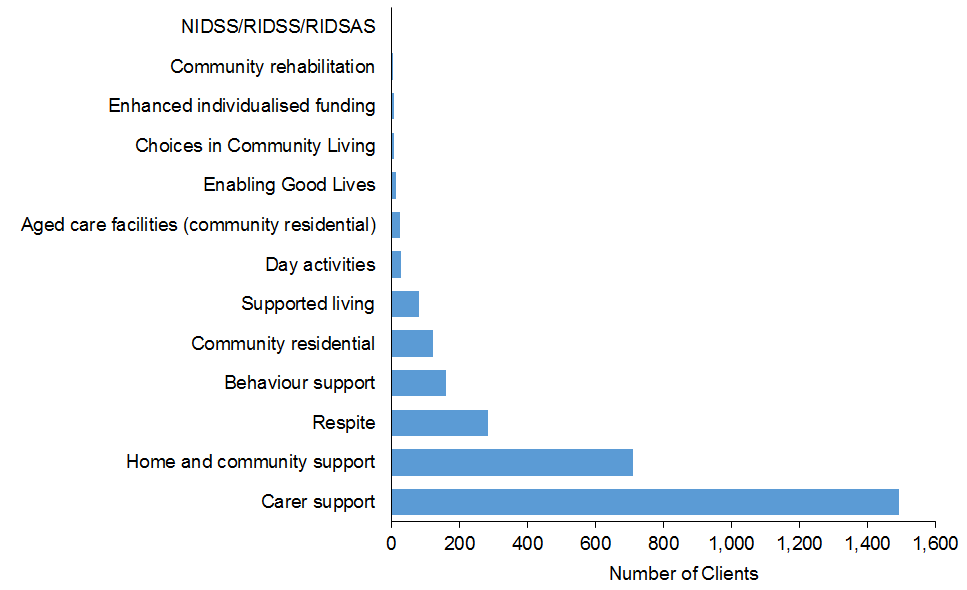 NIDSS/RIDSS/RIDSAS
Community rehabilitation
Enhanced individualised funding
Choices in Community Living
Enabling Good Lives
Aged care facilities (community residential)
Day activities
Supported living
Community residential
Behaviour support
Respite
Home and community support
Carer support
0 200 400 600 800 1,000 1,200 1,400 1,600
Number of Clients